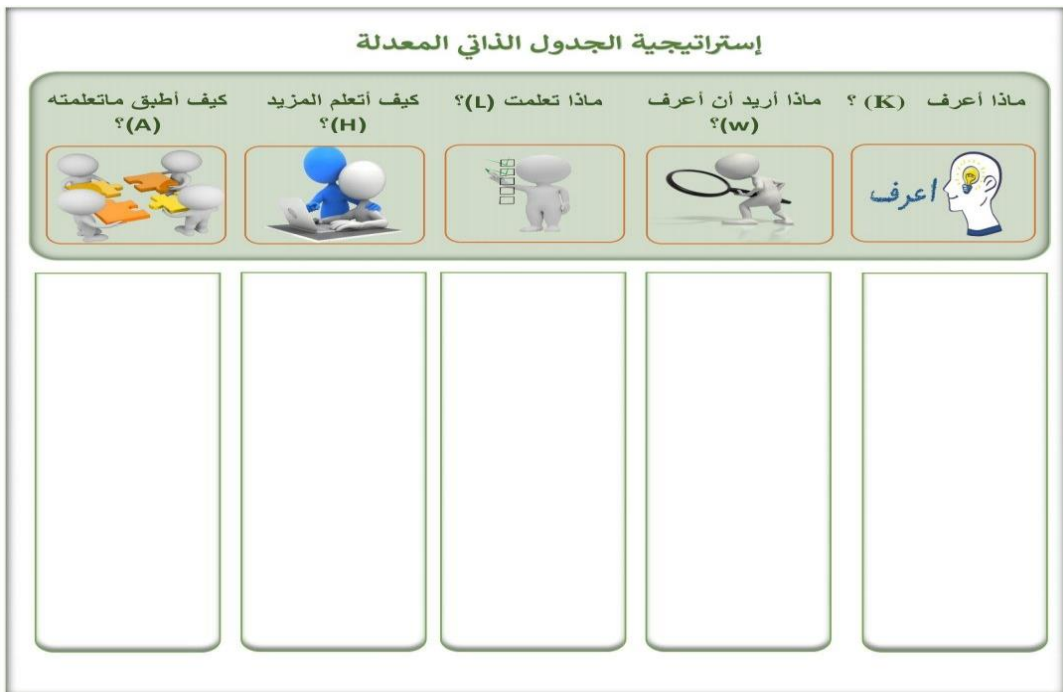 إستراتيجية الجدول الذاتي المعدلة
ماذا أعرف (K) ؟
ماذا أريد أن أعرف
(w)؟
ماذا تعلمت (L)؟
كيف أتعلم المزيد
(H)؟
كيف أطبق ماتعلمته
(A)؟
اعرف